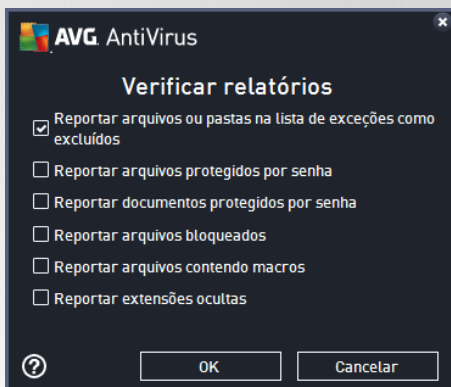 AVG AntiVirus
Verificar relatórios
Reportar arquivos ou pastas na lista de exceções como
excluídos
Reportar arquivos protegidos por senha
Reportar documentos protegidos por senha
Reportar arquivos bloqueados
Reportar arquivos contendo macros
Reportar extensões ocultas
OK
Cancelar